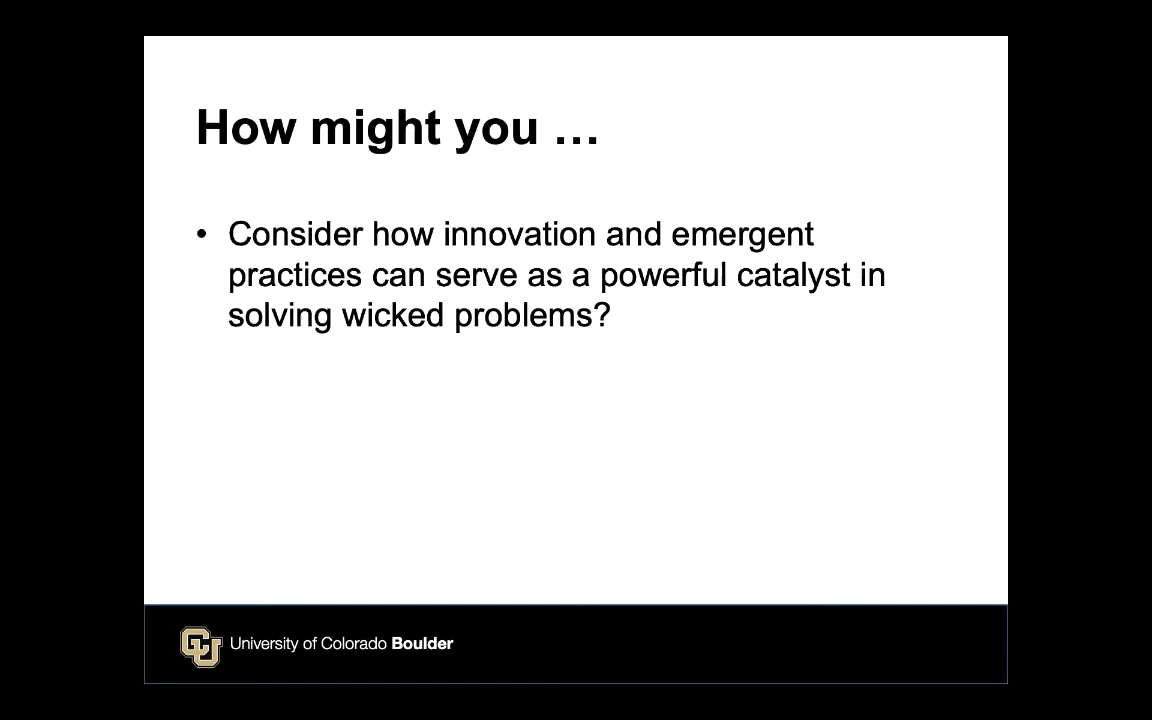 How might you …
• Consider how innovation and emergent
practices can serve as a powerful catalyst in
solving wicked problems?
CU University of Colorado Boulder